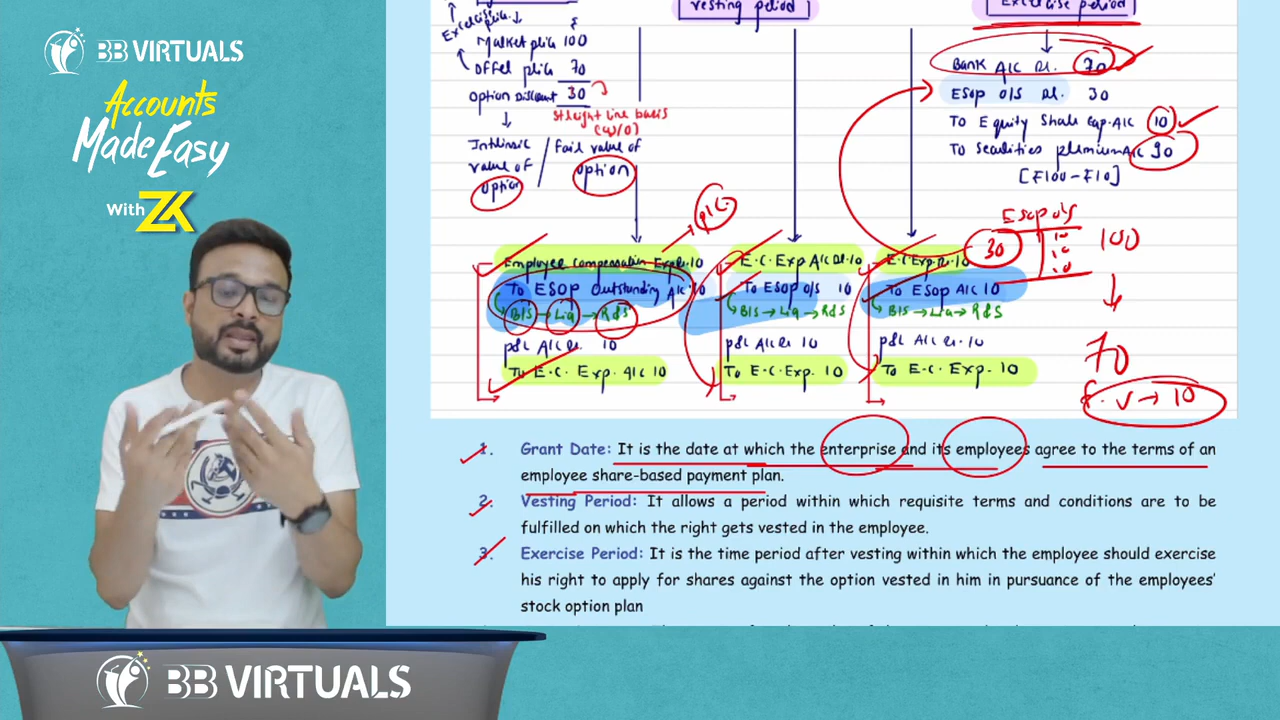 BB VIRTUALS
Accounts
Made Easy
With ZK
vesting period
Exercise period
Exercise price
Market price 100
offer price 70
option Discount 30
straight line basis
(w/o)
Intrinsic value of option / Fair value of option
Bank A/C Dr. 70
ESOP o/s Dr. 30
To Equity Share Cap. A/C 10
To Securities premium A/C 90
[₹100 - ₹10]
P/C
Esop o/s
30
10
10
10
100
70
f. v → 10
Employee Compensation Exp Dr. 10
To ESOP Outstanding A/C 10
B/S → Liq → R&S
P&L A/C Dr. 10
To E.C. Exp. A/C 10
E.C. Exp A/C Dr. 10
To ESOP o/s 10
B/S → Liq → R&S
P&L A/C Dr. 10
To E.C. Exp. 10
E.C. Exp Dr. 10
To ESOP A/C 10
B/S → Liq → R&S
P&L A/C Dr. 10
To E.C. Exp. 10
1. Grant Date: It is the date at which the enterprise and its employees agree to the terms of an
employee share-based payment plan.
2. Vesting Period: It allows a period within which requisite terms and conditions are to be
fulfilled on which the right gets vested in the employee.
3. Exercise Period: It is the time period after vesting within which the employee should exercise
his right to apply for shares against the option vested in him in pursuance of the employees'
stock option plan
BB VIRTUALS